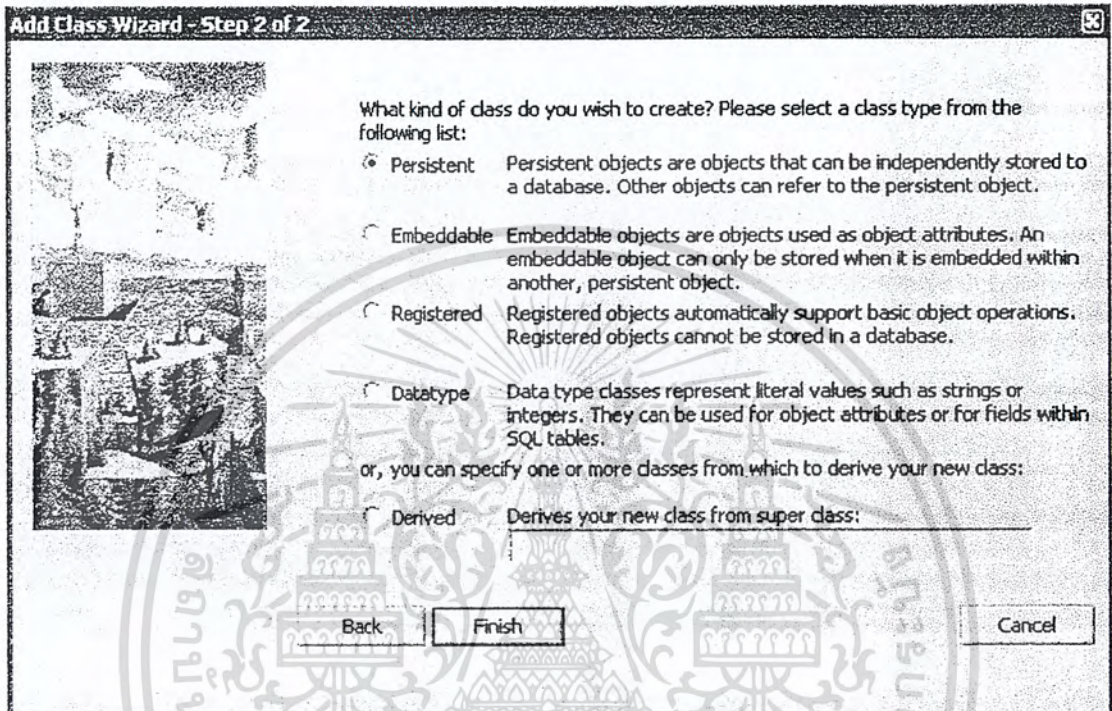 Add Class Wizard - Step 2 of 2
What kind of class do you wish to create? Please select a class type from the
following list:
Persistent Persistent objects are objects that can be independently stored to
a database. Other objects can refer to the persistent object.
Embeddable Embeddable objects are objects used as object attributes. An
embeddable object can only be stored when it is embedded within
another, persistent object.
Registered Registered objects automatically support basic object operations.
Registered objects cannot be stored in a database.
Datatype Data type classes represent literal values such as strings or
integers. They can be used for object attributes or for fields within
SQL tables.
or, you can specify one or more classes from which to derive your new class:
Derived Derives your new class from super class:
Back Finish Cancel